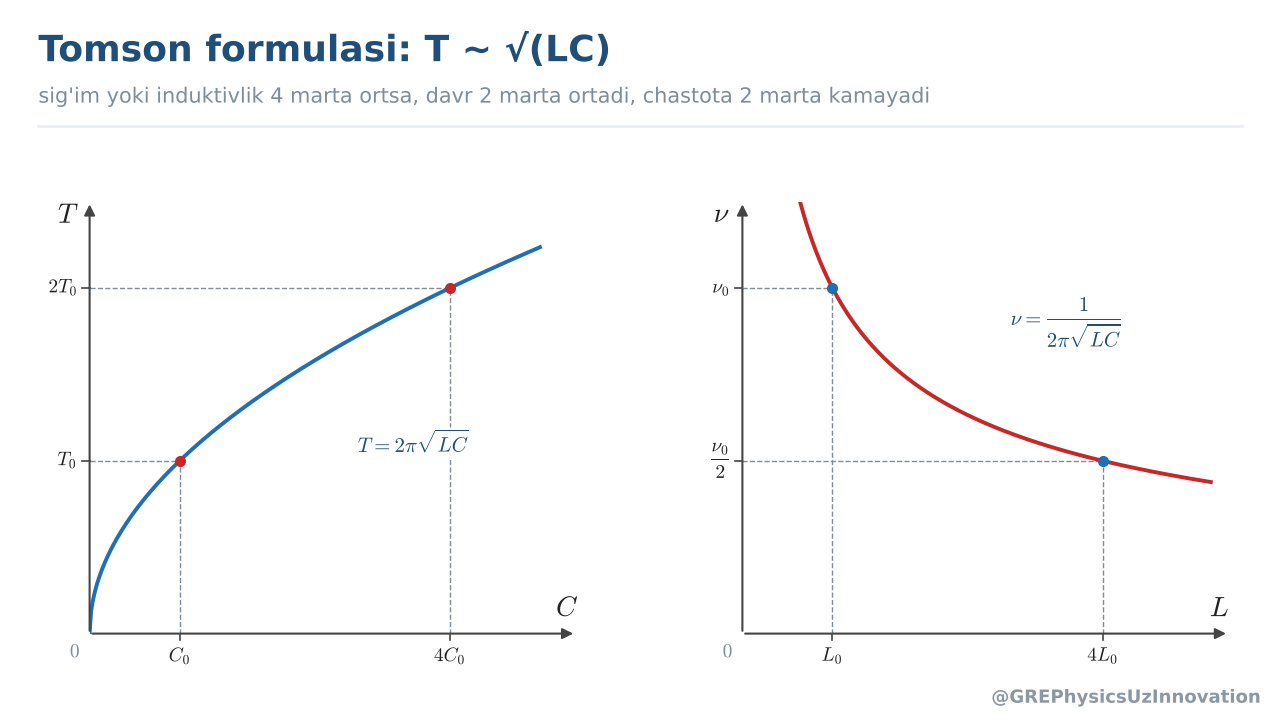 Tomson formulasi: T ~ √(LC)
sig'im yoki induktivlik 4 marta ortsa, davr 2 marta ortadi, chastota 2 marta kamayadi
T
2T₀
T₀
T = 2π√LC
C
0
C₀
4C₀
ν
ν₀
ν₀/2
ν = 1/2π√LC
L
0
L₀
4L₀
@GREPhysicsUzInnovation